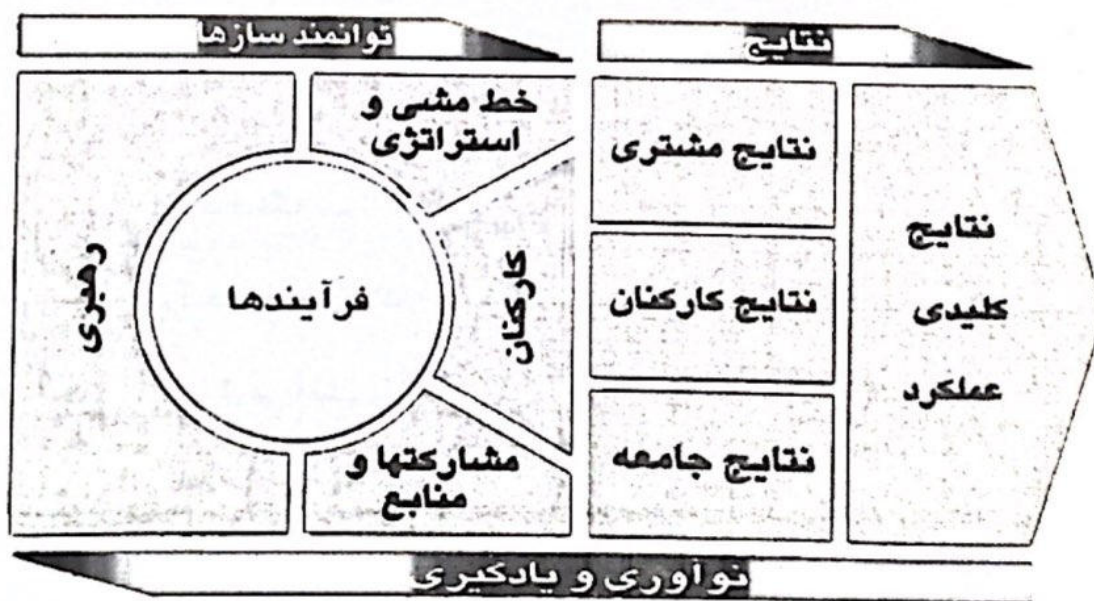 توانمند سازها
نتایج
خط مشی و
استراتژی
رهبری
فرآیندها
کارکنان
مشارکتها و
منابع
نتایج مشتری
نتایج کارکنان
نتایج جامعه
نتایج
کلیدی
عملکرد
نوآوری و یادگیری